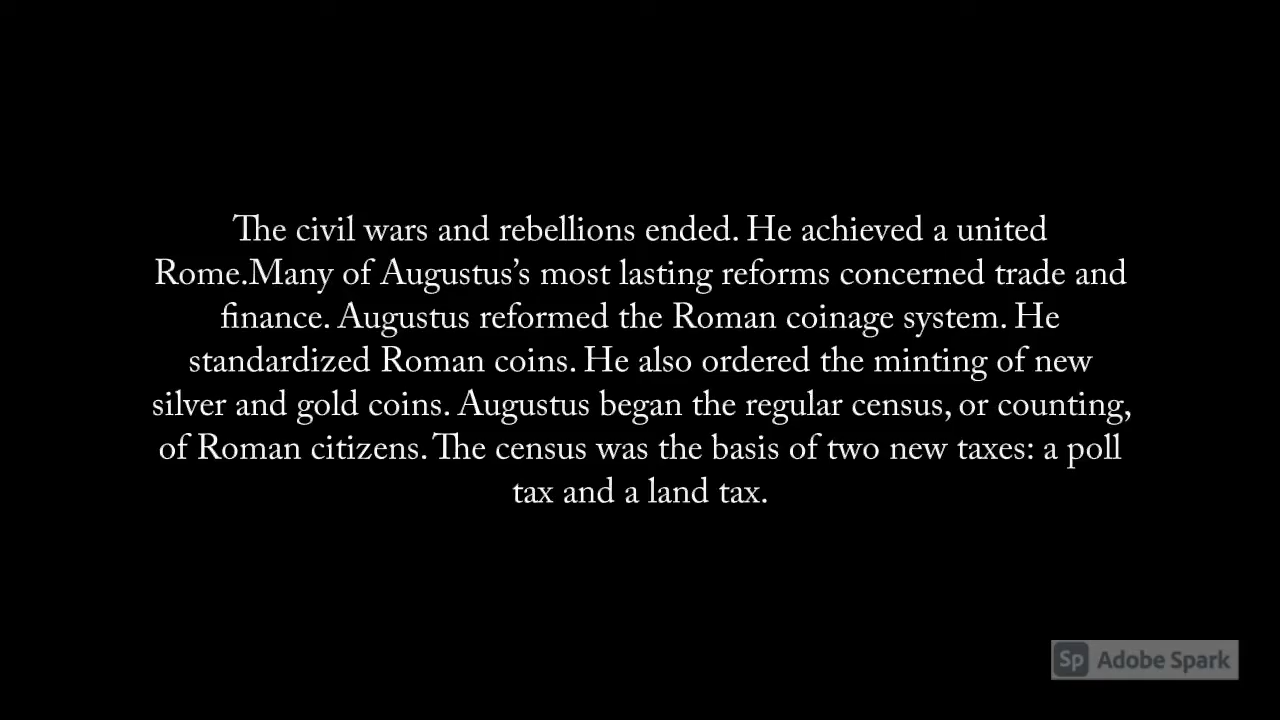 The civil wars and rebellions ended. He achieved a united
Rome.Many of Augustus’s most lasting reforms concerned trade and
finance. Augustus reformed the Roman coinage system. He
standardized Roman coins. He also ordered the minting of new
silver and gold coins. Augustus began the regular census, or counting,
of Roman citizens. The census was the basis of two new taxes: a poll
tax and a land tax.
Sp Adobe Spark